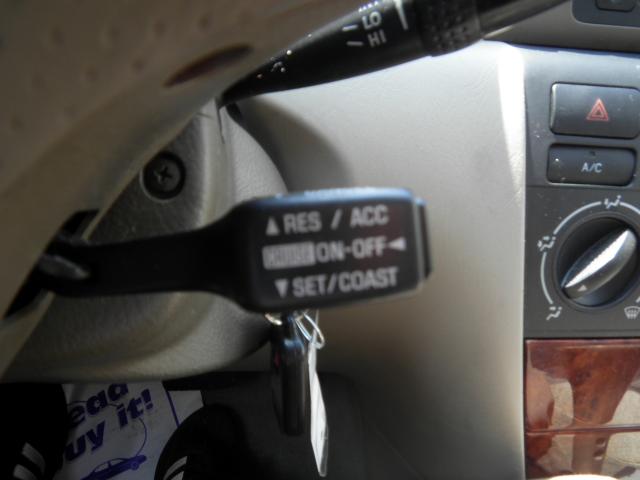 LO
HI
▲ RES / ACC
CRUISE ON-OFF ◄
▼ SET/COAST
A/C
ead
uy it!